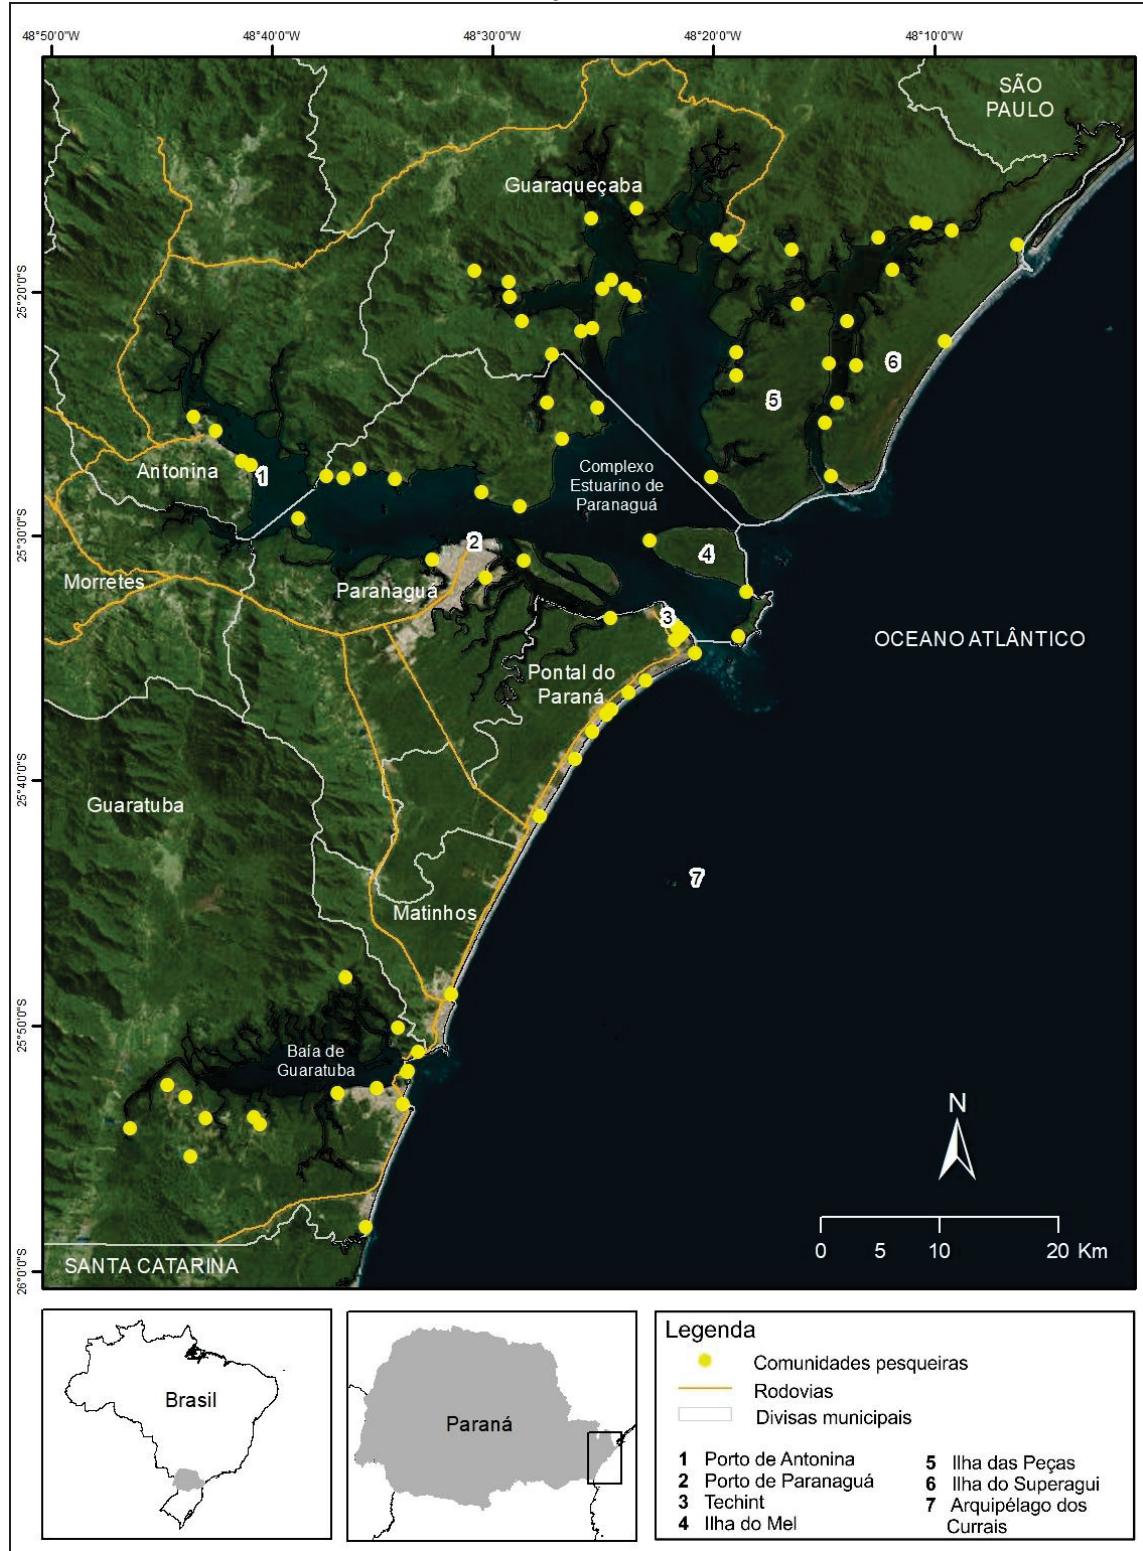 48°50'0"W 48°40'0"W 48°30'0"W 48°20'0"W 48°10'0"W
SÃO
PAULO
Guaraqueçaba
25°20'0"S
6
5
Antonina
1
Complexo
Estuarino de
Paranaguá
25°30'0"S
2
4
Morretes
Paranaguá
3
OCEANO ATLÂNTICO
Pontal do
Paraná
25°40'0"S
Guaratuba
7
Matinhos
25°50'0"S
Baía de
Guaratuba
N
0 5 10 20 Km
SANTA CATARINA
26°0'0"S
Brasil
Paraná
Legenda
Comunidades pesqueiras
Rodovias
Divisas municipais
1 Porto de Antonina
2 Porto de Paranaguá
3 Techint
4 Ilha do Mel
5 Ilha das Peças
6 Ilha do Superagui
7 Arquipélago dos
Currais